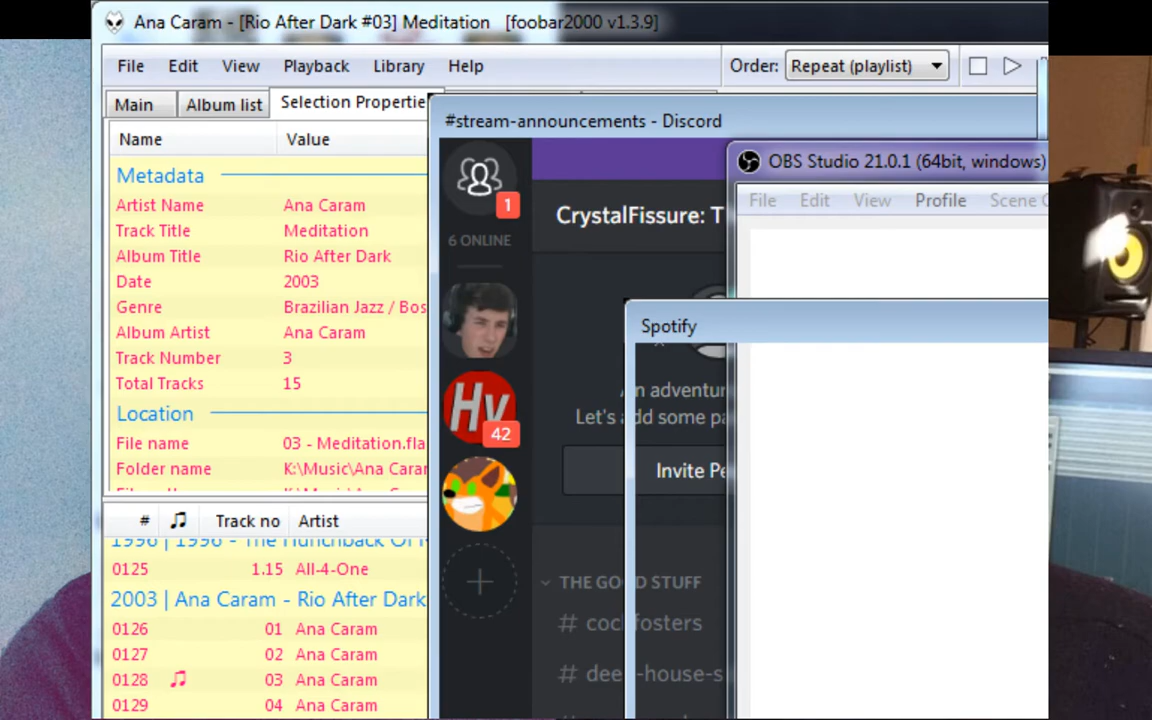 Ana Caram - [Rio After Dark #03] Meditation [foobar2000 v1.3.9]
File Edit View Playback Library Help Order: Repeat (playlist)
Main Album list Selection Propertie
Name Value
Metadata
Artist Name Ana Caram
Track Title Meditation
Album Title Rio After Dark
Date 2003
Genre Brazilian Jazz / Bos
Album Artist Ana Caram
Track Number 3
Total Tracks 15
Location
File name 03 - Meditation.fla
Folder name K:\Music\Ana Carar
# Track no Artist
1996 | 1996 - The Hunchback Of
0125 1.15 All-4-One
2003 | Ana Caram - Rio After Dark
0126 01 Ana Caram
0127 02 Ana Caram
0128 03 Ana Caram
0129 04 Ana Caram
#stream-announcements - Discord
1
6 ONLINE
Hv
42
CrystalFissure: T
An adventur
Let's add some pa
Invite Pe
THE GOOD STUFF
# cockfosters
# deep-house-s
OBS Studio 21.0.1 (64bit, windows)
File Edit View Profile Scene C
Spotify